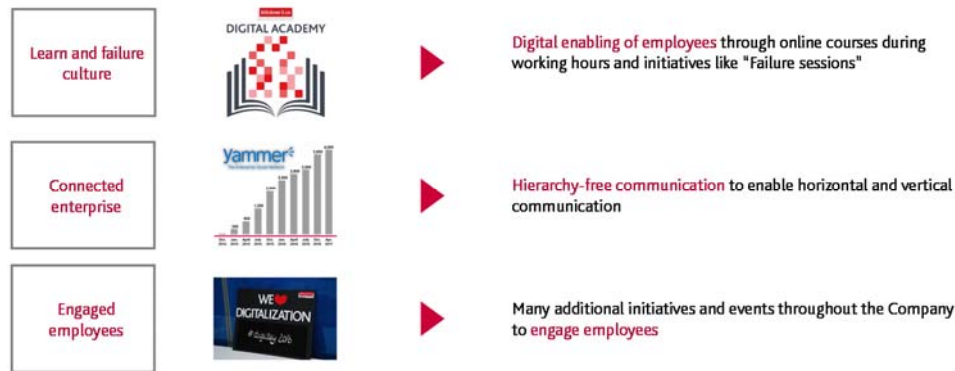 Learn and failure
culture
DIGITAL ACADEMY
Digital enabling of employees through online courses during
working hours and initiatives like "Failure sessions"
Connected
enterprise
yammer
Hierarchy-free communication to enable horizontal and vertical
communication
Engaged
employees
WE
DIGITALIZATION
Many additional initiatives and events throughout the Company
to engage employees